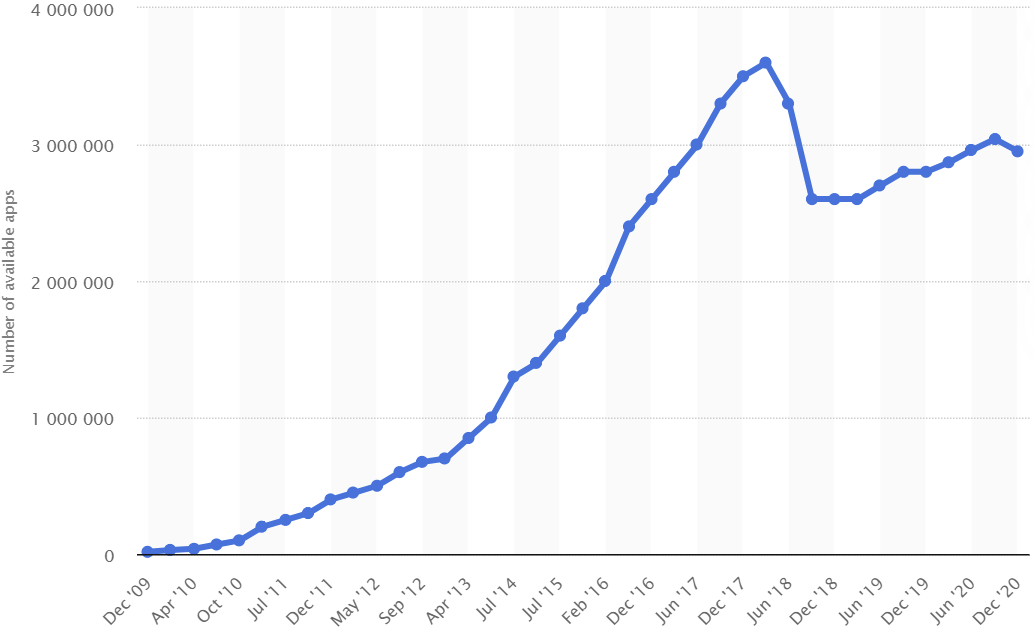 4 000 000
3 000 000
2 000 000
1 000 000
0
Number of available apps
Dec '09
Apr '10
Oct '10
Jul '11
Dec '11
May '12
Sep '12
Apr '13
Jul '14
Jul '15
Feb '16
Dec '16
Jun '17
Dec '17
Jun '18
Dec '18
Jun '19
Dec '19
Jun '20
Dec '20